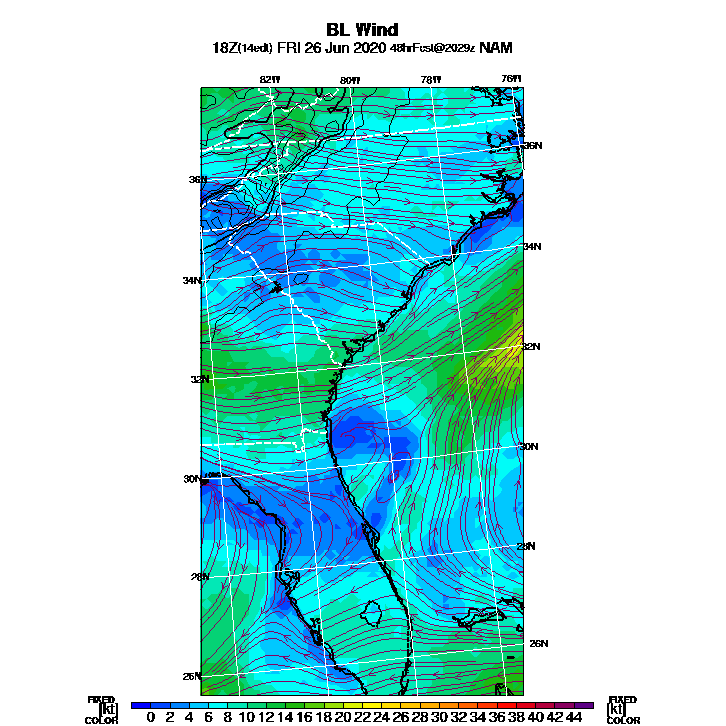 BL Wind
18Z(14edt) FRI 26 Jun 2020 48hrFcst@2029z NAM
82W 80W 78W 76W
36N
36N
34N
34N
32N
32N
30N
30N
28N
28N
26N
26N
FIXED FIXED
[kt] 0 2 4 6 8 10 12 14 16 18 20 22 24 26 28 30 32 34 36 38 40 42 44 [kt]
COLOR COLOR